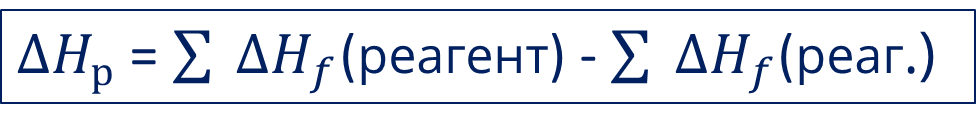 ΔHр = ∑ ΔHf(реагент) - ∑ ΔHf(реаг.)